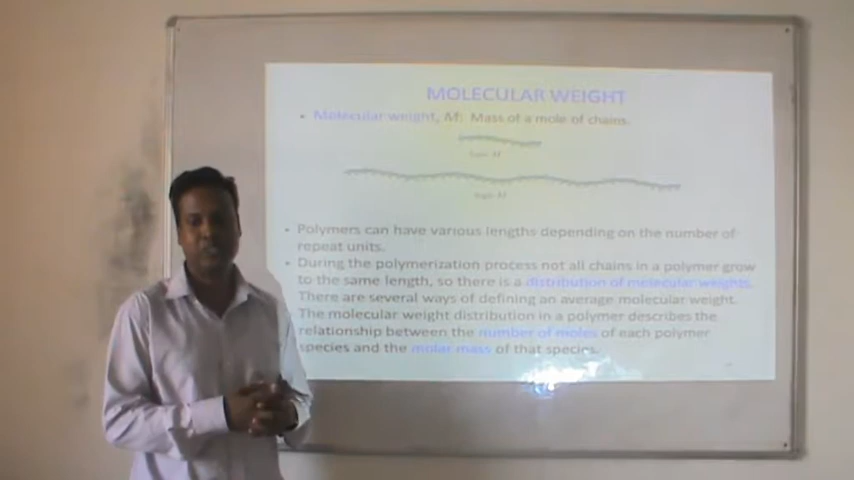 MOLECULAR WEIGHT
• Molecular weight, M: Mass of a mole of chains.
• Polymers can have various lengths depending on the number of
repeat units.
• During the polymerization process not all chains in a polymer grow
to the same length, so there is a distribution of molecular weights.
There are several ways of defining an average molecular weight.
The molecular weight distribution in a polymer describes the
relationship between the number of moles of each polymer
species and the molar mass of that species.